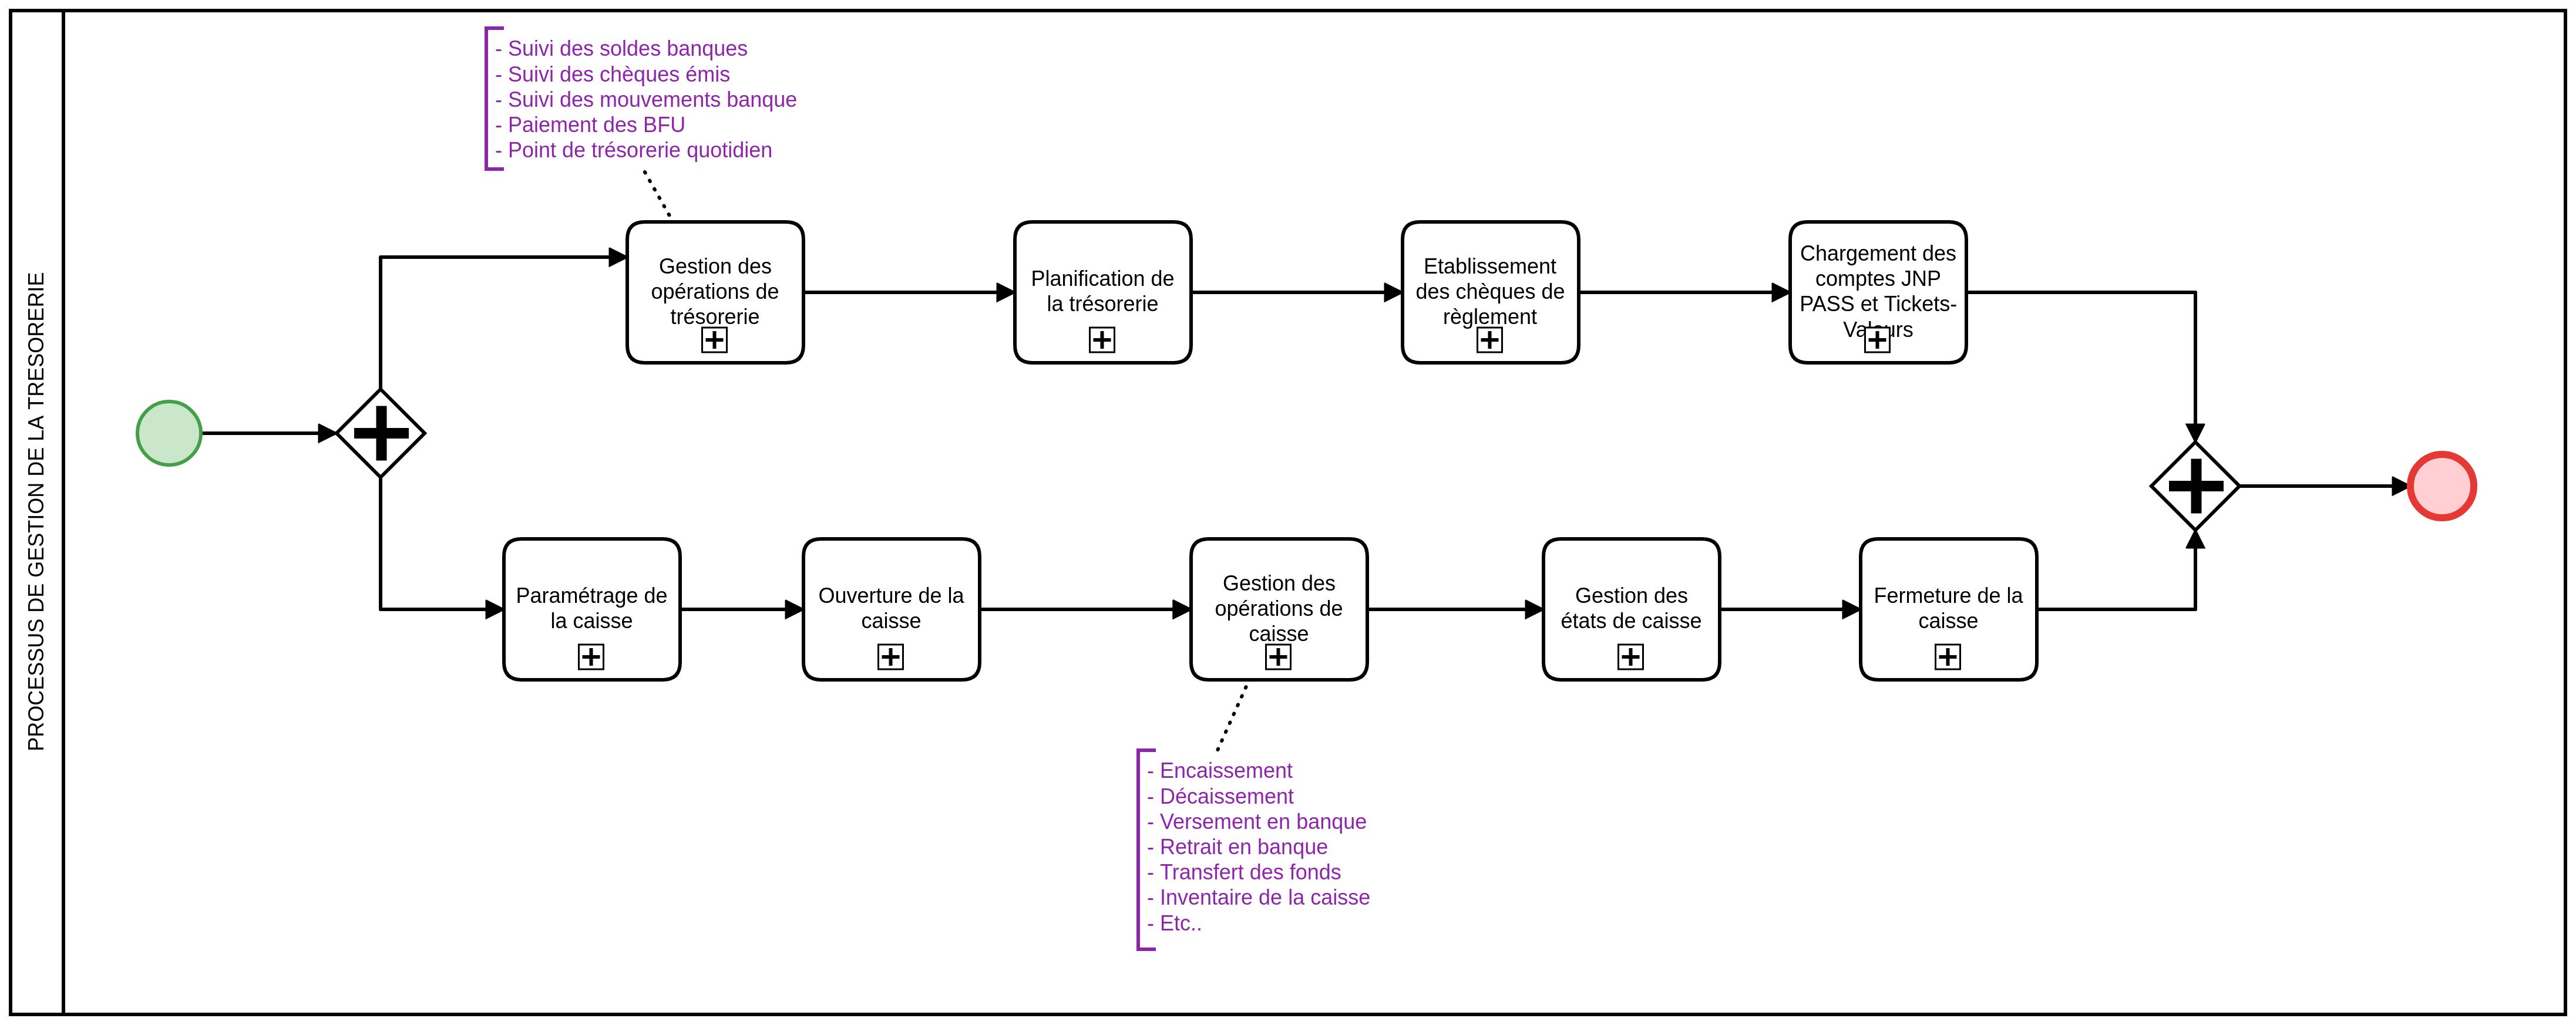 PROCESSUS DE GESTION DE LA TRESORERIE
- Suivi des soldes banques
- Suivi des chèques émis
- Suivi des mouvements banque
- Paiement des BFU
- Point de trésorerie quotidien
Gestion des
opérations de
trésorerie
Planification de
la trésorerie
Etablissement
des chèques de
règlement
Chargement des
comptes JNP
PASS et Tickets-
Valeurs
Paramétrage de
la caisse
Ouverture de la
caisse
Gestion des
opérations de
caisse
Gestion des
états de caisse
Fermeture de la
caisse
- Encaissement
- Décaissement
- Versement en banque
- Retrait en banque
- Transfert des fonds
- Inventaire de la caisse
- Etc..